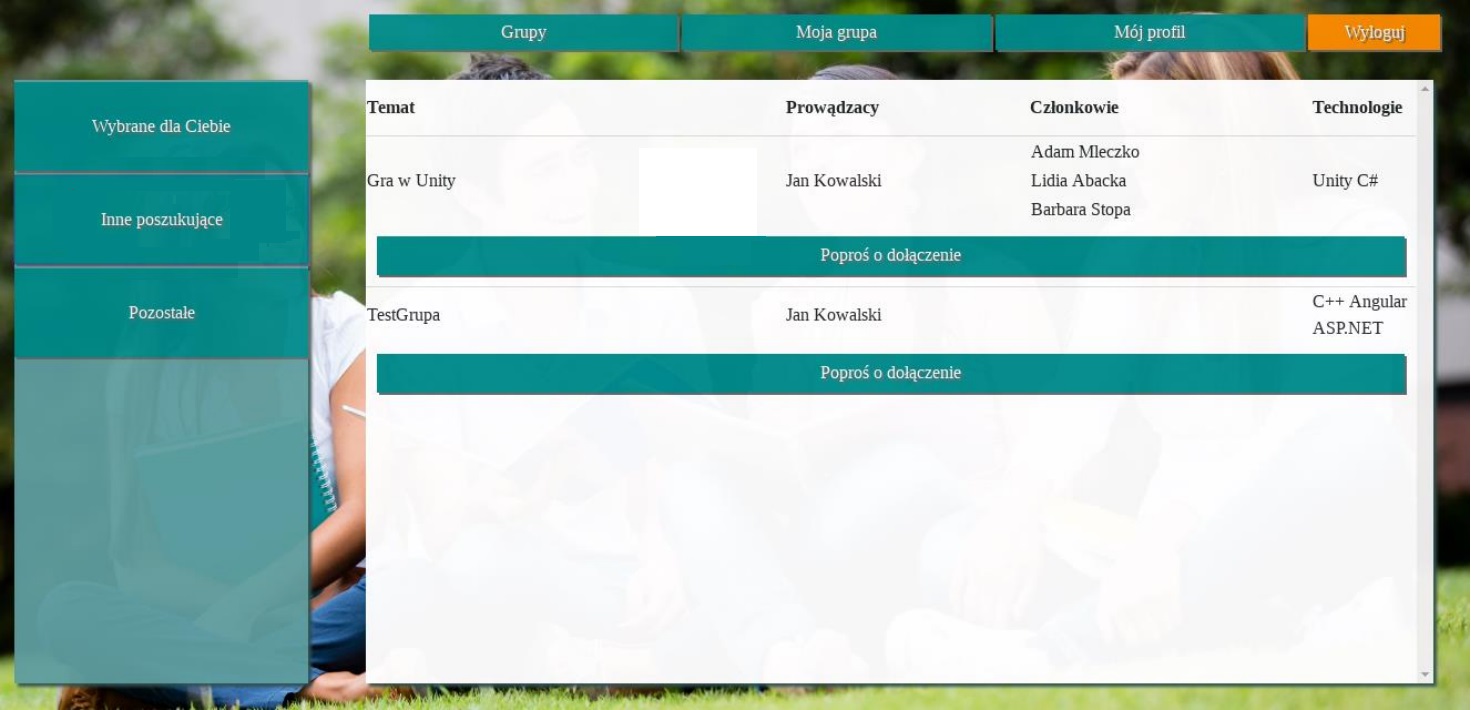 Grupy
Moja grupa
Mój profil
Wyloguj
Wybrane dla Ciebie
Inne poszukujące
Pozostałe
Temat Prowądzacy Członkowie Technologie
Adam Mleczko
Gra w Unity Jan Kowalski Lidia Abacka Unity C#
Barbara Stopa
Poproś o dołączenie
C++ Angular
TestGrupa Jan Kowalski
ASP.NET
Poproś o dołączenie